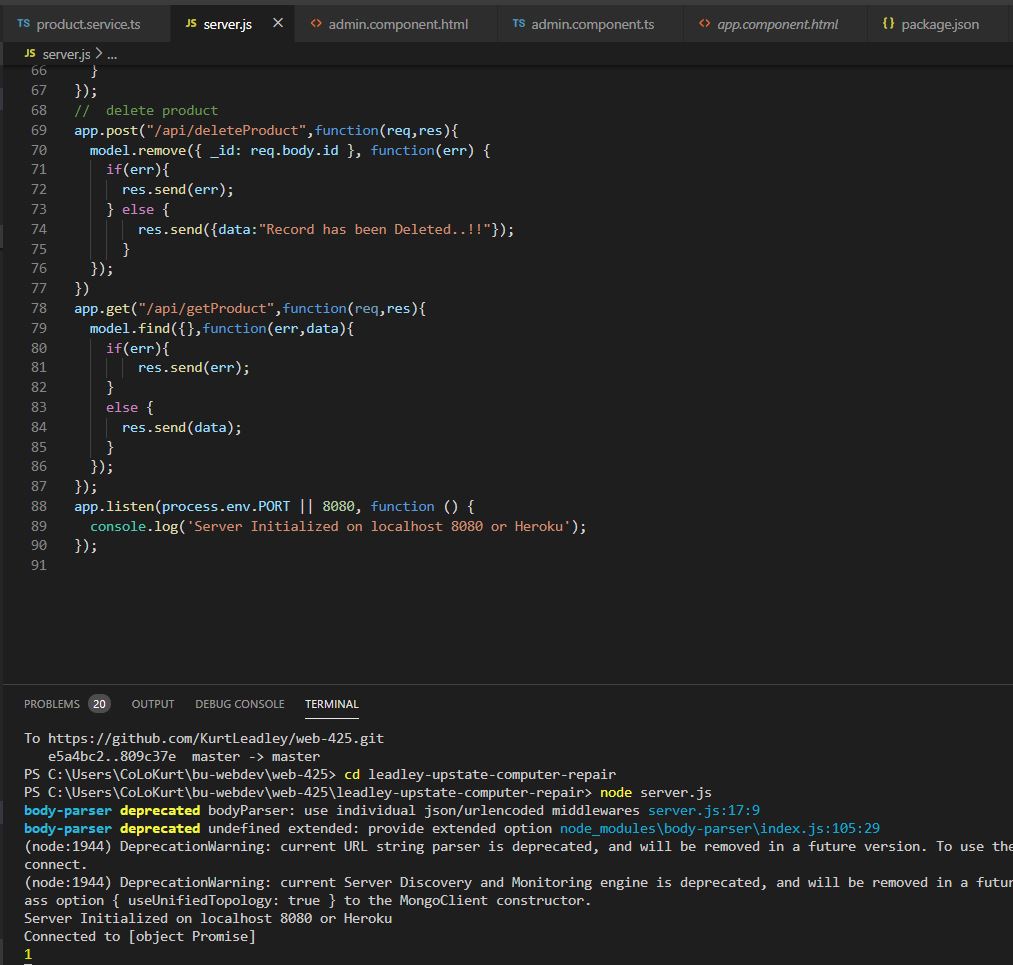 TS product.service.ts JS server.js × <> admin.component.html TS admin.component.ts <> app.component.html {} package.json
JS server.js > ...
66 }
67 });
68 //  delete product
69 app.post("/api/deleteProduct",function(req,res){
70 model.remove({ _id: req.body.id }, function(err) {
71 if(err){
72 res.send(err);
73 } else {
74 res.send({data:"Record has been Deleted..!!"});
75 }
76 });
77 })
78 app.get("/api/getProduct",function(req,res){
79 model.find({},function(err,data){
80 if(err){
81 res.send(err);
82 }
83 else {
84 res.send(data);
85 }
86 });
87 });
88 app.listen(process.env.PORT || 8080, function () {
89 console.log('Server Initialized on localhost 8080 or Heroku');
90 });
91
PROBLEMS 20 OUTPUT DEBUG CONSOLE TERMINAL
To https://github.com/KurtLeadley/web-425.git
e5a4bc2..809c37e  master -> master
PS C:\Users\CoLoKurt\bu-webdev\web-425> cd leadley-upstate-computer-repair
PS C:\Users\CoLoKurt\bu-webdev\web-425\leadley-upstate-computer-repair> node server.js
body-parser deprecated bodyParser: use individual json/urlencoded middlewares server.js:17:9
body-parser deprecated undefined extended: provide extended option node_modules\body-parser\index.js:105:29
(node:1944) DeprecationWarning: current URL string parser is deprecated, and will be removed in a future version. To use the
connect.
(node:1944) DeprecationWarning: current Server Discovery and Monitoring engine is deprecated, and will be removed in a futur
ass option { useUnifiedTopology: true } to the MongoClient constructor.
Server Initialized on localhost 8080 or Heroku
Connected to [object Promise]
1